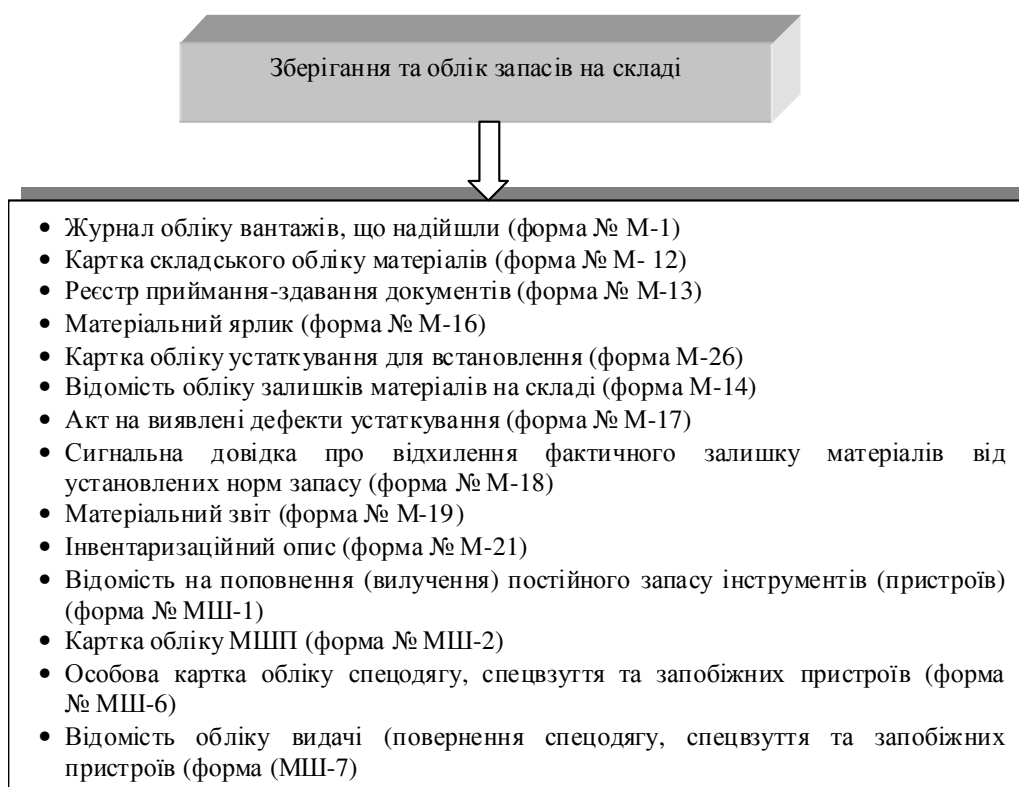 Зберігання та облік запасів на складі
• Журнал обліку вантажів, що надійшли (форма № М-1)
• Картка складського обліку матеріалів (форма № М- 12)
• Реєстр приймання-здавання документів (форма № М-13)
• Матеріальний ярлик (форма № М-16)
• Картка обліку устаткування для встановлення (форма М-26)
• Відомість обліку залишків матеріалів на складі (форма М-14)
• Акт на виявлені дефекти устаткування (форма № М-17)
• Сигнальна довідка про відхилення фактичного залишку матеріалів від
установлених норм запасу (форма № М-18)
• Матеріальний звіт (форма № М-19)
• Інвентаризаційний опис (форма № М-21)
• Відомість на поповнення (вилучення) постійного запасу інструментів (пристроїв)
(форма № МШ-1)
• Картка обліку МШП (форма № МШ-2)
• Особова картка обліку спецодягу, спецвзуття та запобіжних пристроїв (форма
№ МШ-6)
• Відомість обліку видачі (повернення спецодягу, спецвзуття та запобіжних
пристроїв (форма (МШ-7)